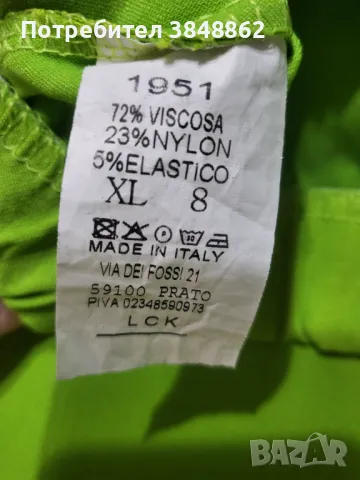 Потребител 3848862
1951
72% VISCOSA
23%NYLON
5%ELASTICO
XL 8
MADE IN ITALY
VIA DEI FOSSI 21
59100 PRATO
PIVA 02348590973
LCK
BAZAR